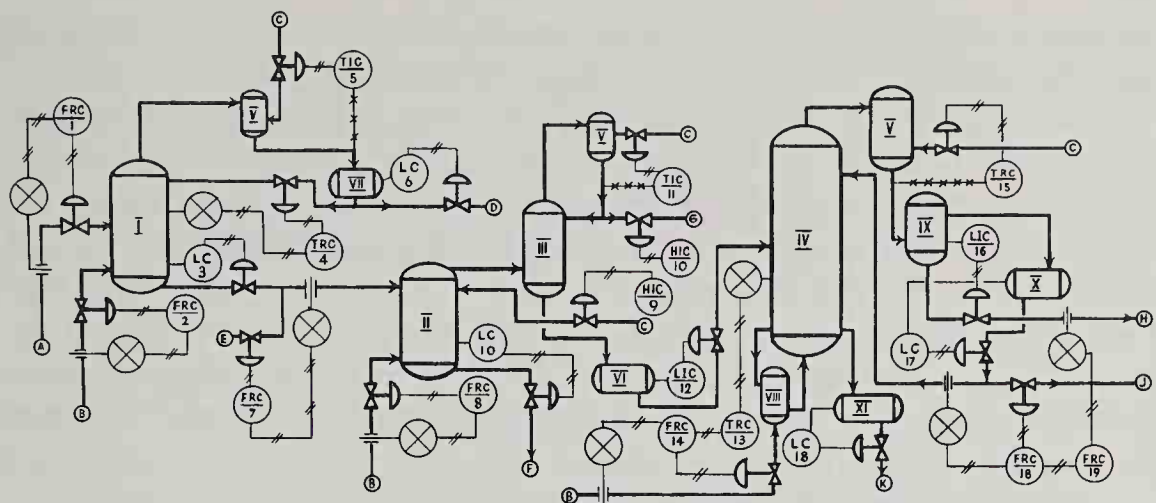 C
TIC
5
FRC
1
V
C
V
V
C
LC
6
VII
TIC
11
TRC
15
I
D
IX
III
G
IV
LIC
16
LC
3
TRC
4
HIC
10
X
HIC
9
FRC
2
II
E
C
A
LC
10
H
VI
LIC
12
LC
17
B
FRC
7
FRC
8
VIII
XI
J
FRC
14
TRC
13
LC
18
B
F
B
K
FRC
18
FRC
19